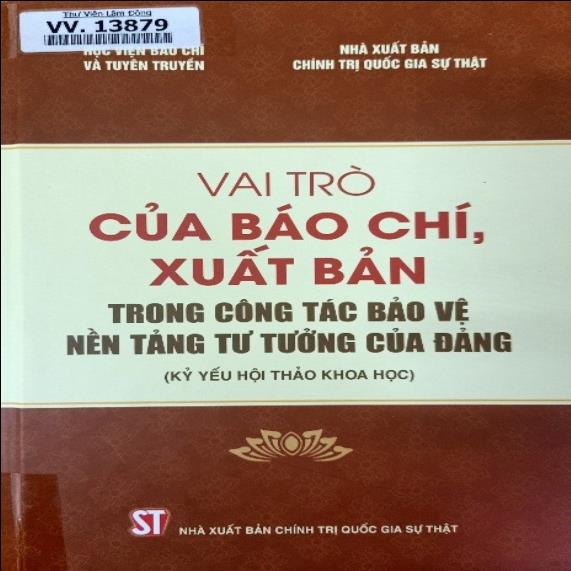 Thư Viện Lâm Đồng
VV. 13879
HỌC VIỆN BÁO CHÍ
VÀ TUYÊN TRUYỀN
NHÀ XUẤT BẢN
CHÍNH TRỊ QUỐC GIA SỰ THẬT
VAI TRÒ
CỦA BÁO CHÍ,
XUẤT BẢN
TRONG CÔNG TÁC BẢO VỆ
NỀN TẢNG TƯ TƯỞNG CỦA ĐẢNG
(KỶ YẾU HỘI THẢO KHOA HỌC)
ST
NHÀ XUẤT BẢN CHÍNH TRỊ QUỐC GIA SỰ THẬT